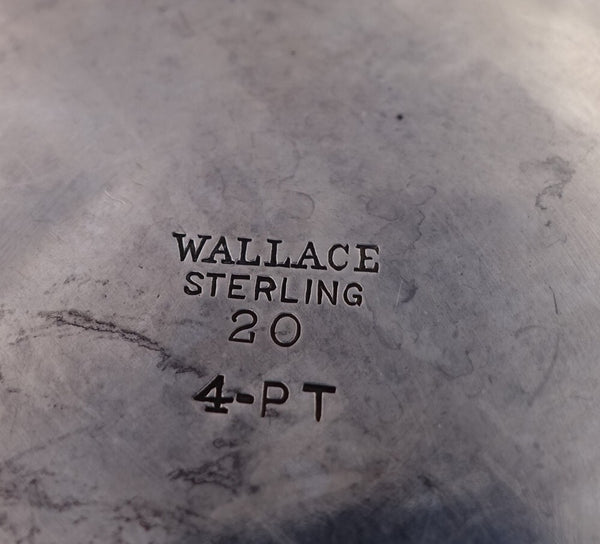 WALLACE
STERLING
20
4-PT